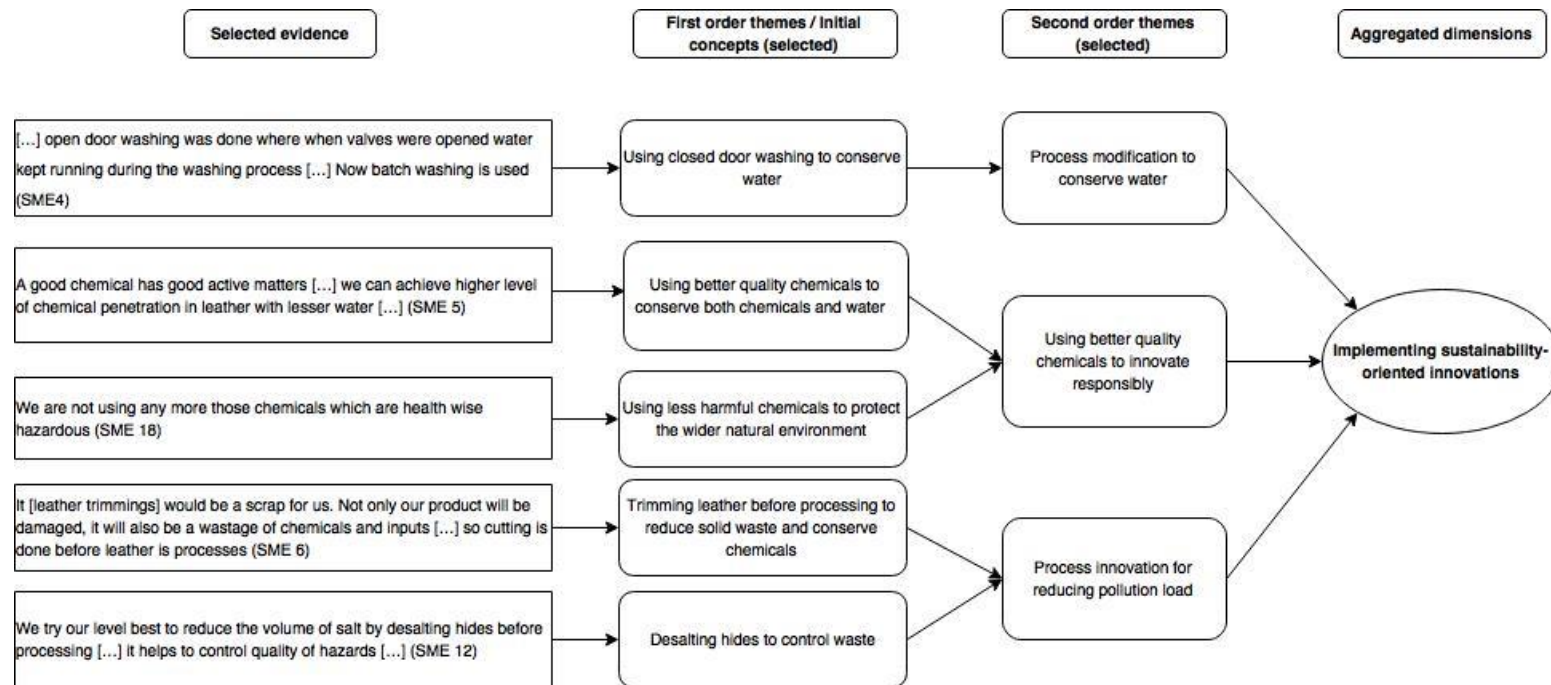 Selected evidence
First order themes / Initial
concepts (selected)
Second order themes
(selected)
Aggregated dimensions
[...] open door washing was done where when valves were opened water
kept running during the washing process [...] Now batch washing is used
(SME4)
Using closed door washing to conserve
water
Process modification to
conserve water
A good chemical has good active matters [...] we can achieve higher level
of chemical penetration in leather with lesser water [...] (SME 5)
Using better quality chemicals to
conserve both chemicals and water
We are not using any more those chemicals which are health wise
hazardous (SME 18)
Using less harmful chemicals to protect
the wider natural environment
Using better quality
chemicals to innovate
responsibly
Implementing sustainability-
oriented innovations
It [leather trimmings] would be a scrap for us. Not only our product will be
damaged, it will also be a wastage of chemicals and inputs [...] so cutting is
done before leather is processes (SME 6)
Trimming leather before processing to
reduce solid waste and conserve
chemicals
We try our level best to reduce the volume of salt by desalting hides before
processing [...] it helps to control quality of hazards [...] (SME 12)
Desalting hides to control waste
Process innovation for
reducing pollution load